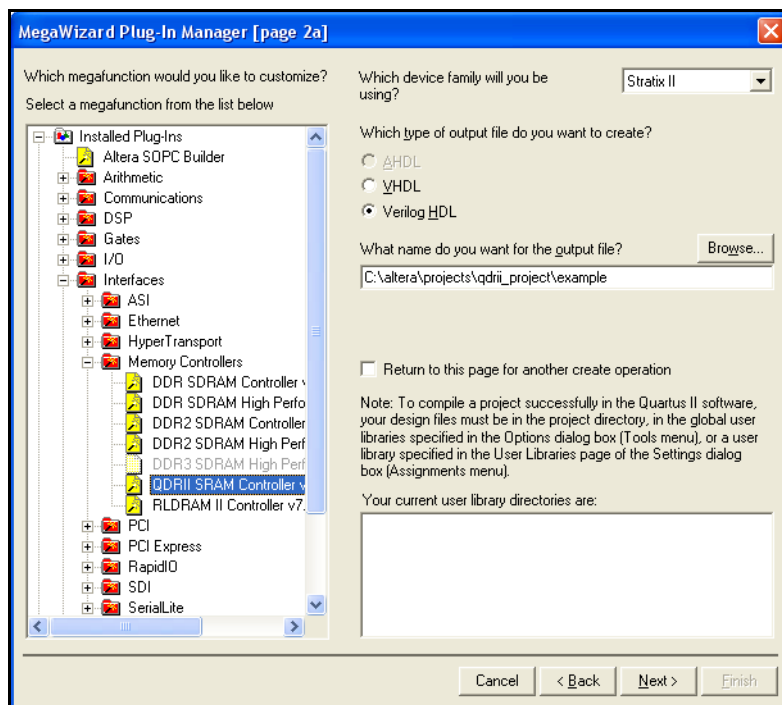 MegaWizard Plug-In Manager [page 2a]
Which megafunction would you like to customize?
Select a megafunction from the list below
Installed Plug-Ins
Altera SOPC Builder
Arithmetic
Communications
DSP
Gates
I/O
Interfaces
ASI
Ethernet
HyperTransport
Memory Controllers
DDR SDRAM Controller v
DDR SDRAM High Perfo
DDR2 SDRAM Controller
DDR2 SDRAM High Perf
DDR3 SDRAM High Perf
QDRII SRAM Controller v
RLDRAM II Controller v7.
PCI
PCI Express
RapidIO
SDI
SerialLite
Which device family will you be
using?
Stratix II
Which type of output file do you want to create?
AHDL
VHDL
Verilog HDL
What name do you want for the output file?
Browse...
C:\altera\projects\qdrii_project\example
Return to this page for another create operation
Note: To compile a project successfully in the Quartus II software,
your design files must be in the project directory, in the global user
libraries specified in the Options dialog box (Tools menu), or a user
library specified in the User Libraries page of the Settings dialog
box (Assignments menu).
Your current user library directories are:
Cancel
< Back
Next >
Finish